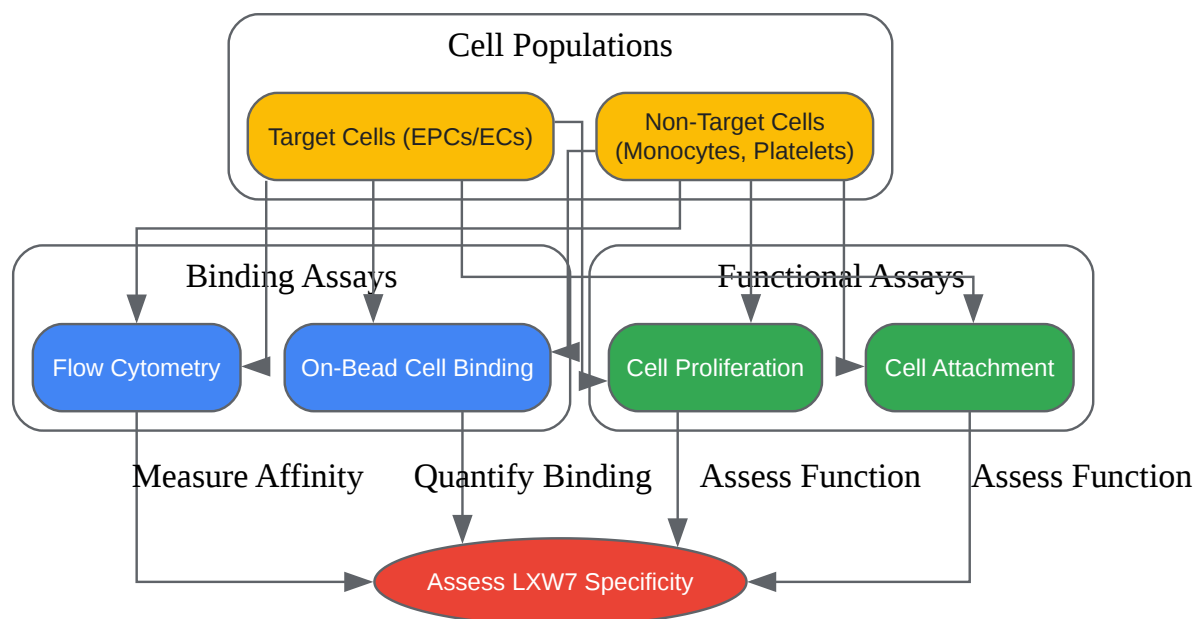 Cell Populations
Target Cells (EPCs/ECs)
Non-Target Cells
(Monocytes, Platelets)
Binding Assays
Functional Assays
Flow Cytometry
On-Bead Cell Binding
Cell Proliferation
Cell Attachment
Measure Affinity
Quantify Binding
Assess Function
Assess Function
Assess LXW7 Specificity